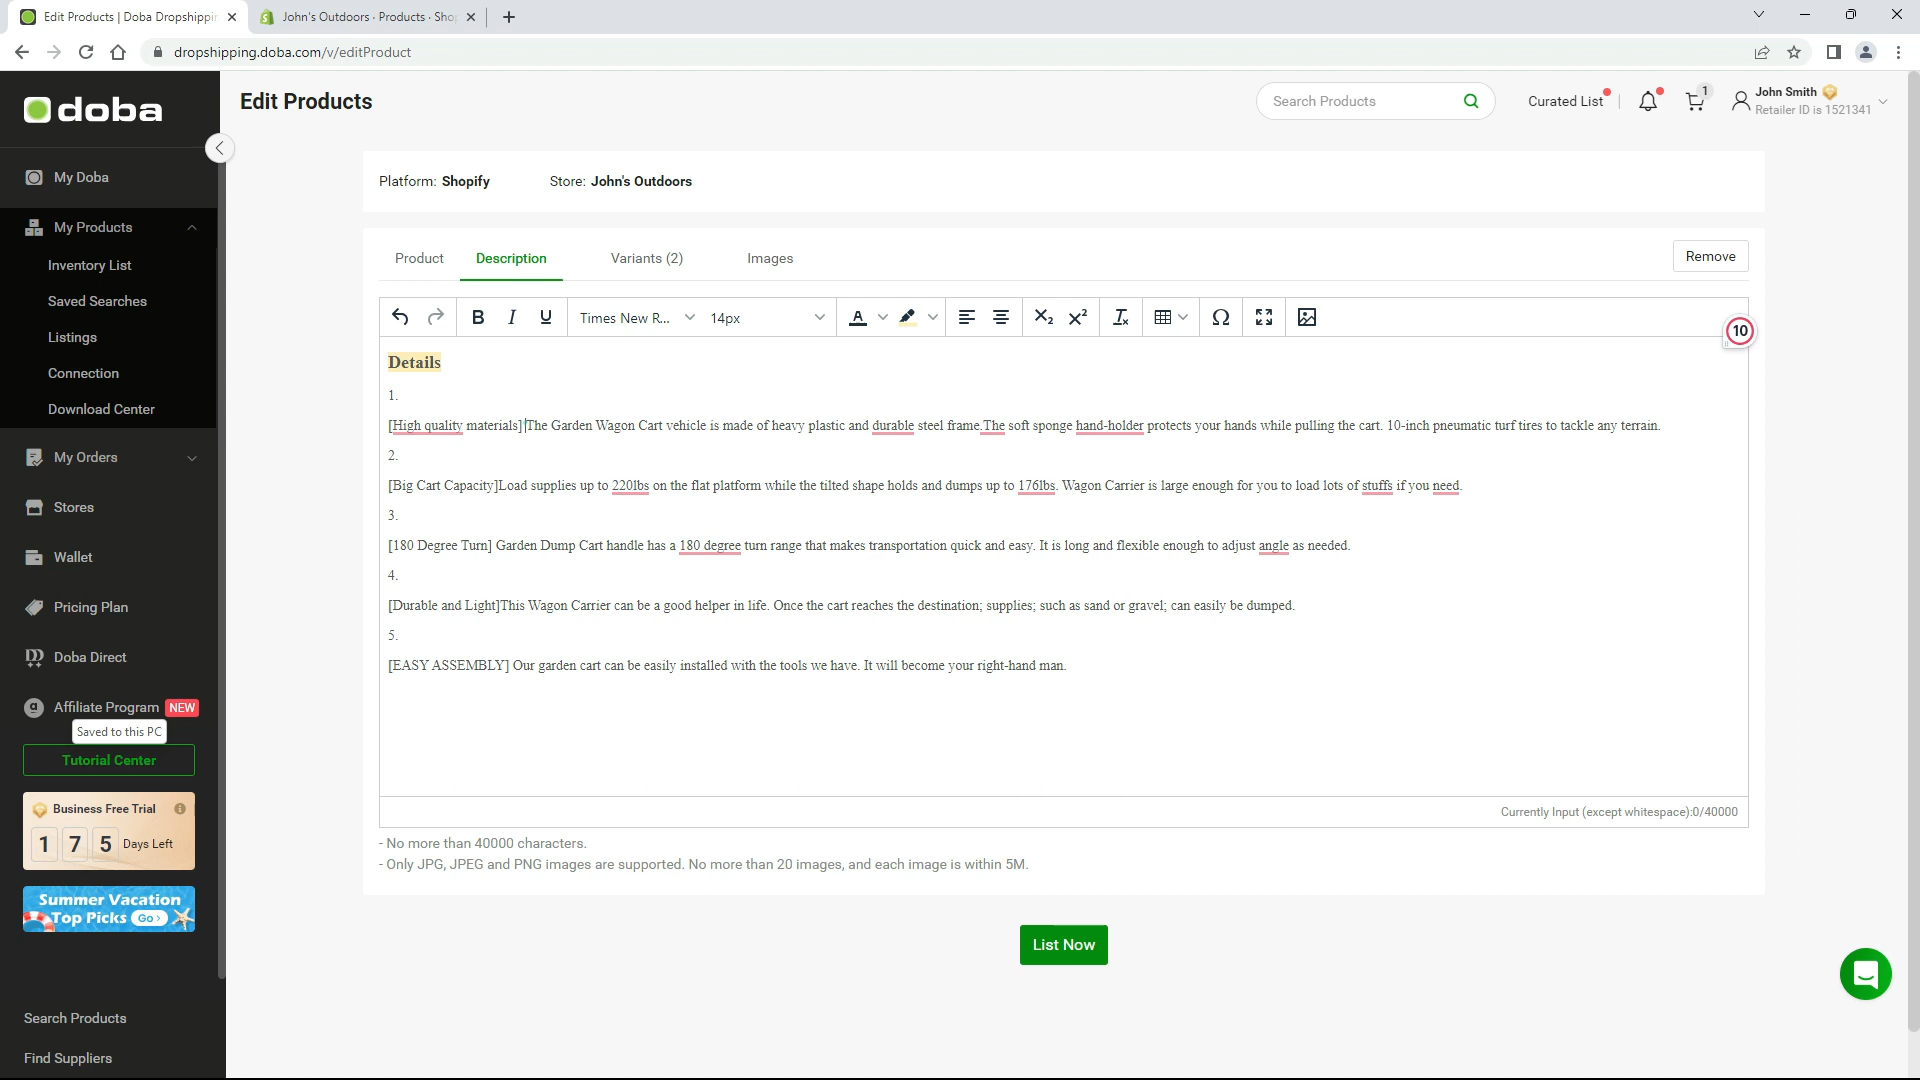 Edit Products | Doba Dropshippin
John's Outdoors · Products · Shop
dropshipping.doba.com/v/editProduct
doba
Edit Products
Search Products
Curated List
1
John Smith
Retailer ID is 1521341
My Doba
My Products
Inventory List
Saved Searches
Listings
Connection
Download Center
My Orders
Stores
Wallet
Pricing Plan
Doba Direct
Affiliate Program NEW
Saved to this PC
Tutorial Center
Business Free Trial
1 7 5 Days Left
Summer Vacation
Top Picks Go >
Search Products
Find Suppliers
Platform: Shopify Store: John's Outdoors
Product Description Variants (2) Images Remove
B I U Times New R... 14px A X₂ X² Ω
10
Details
1.
[High quality materials] The Garden Wagon Cart vehicle is made of heavy plastic and durable steel frame.The soft sponge hand-holder protects your hands while pulling the cart. 10-inch pneumatic turf tires to tackle any terrain.
2.
[Big Cart Capacity]Load supplies up to 220lbs on the flat platform while the tilted shape holds and dumps up to 176lbs. Wagon Carrier is large enough for you to load lots of stuffs if you need.
3.
[180 Degree Turn] Garden Dump Cart handle has a 180 degree turn range that makes transportation quick and easy. It is long and flexible enough to adjust angle as needed.
4.
[Durable and Light]This Wagon Carrier can be a good helper in life. Once the cart reaches the destination; supplies; such as sand or gravel; can easily be dumped.
5.
[EASY ASSEMBLY] Our garden cart can be easily installed with the tools we have. It will become your right-hand man.
Currently Input (except whitespace):0/40000
- No more than 40000 characters.
- Only JPG, JPEG and PNG images are supported. No more than 20 images, and each image is within 5M.
List Now